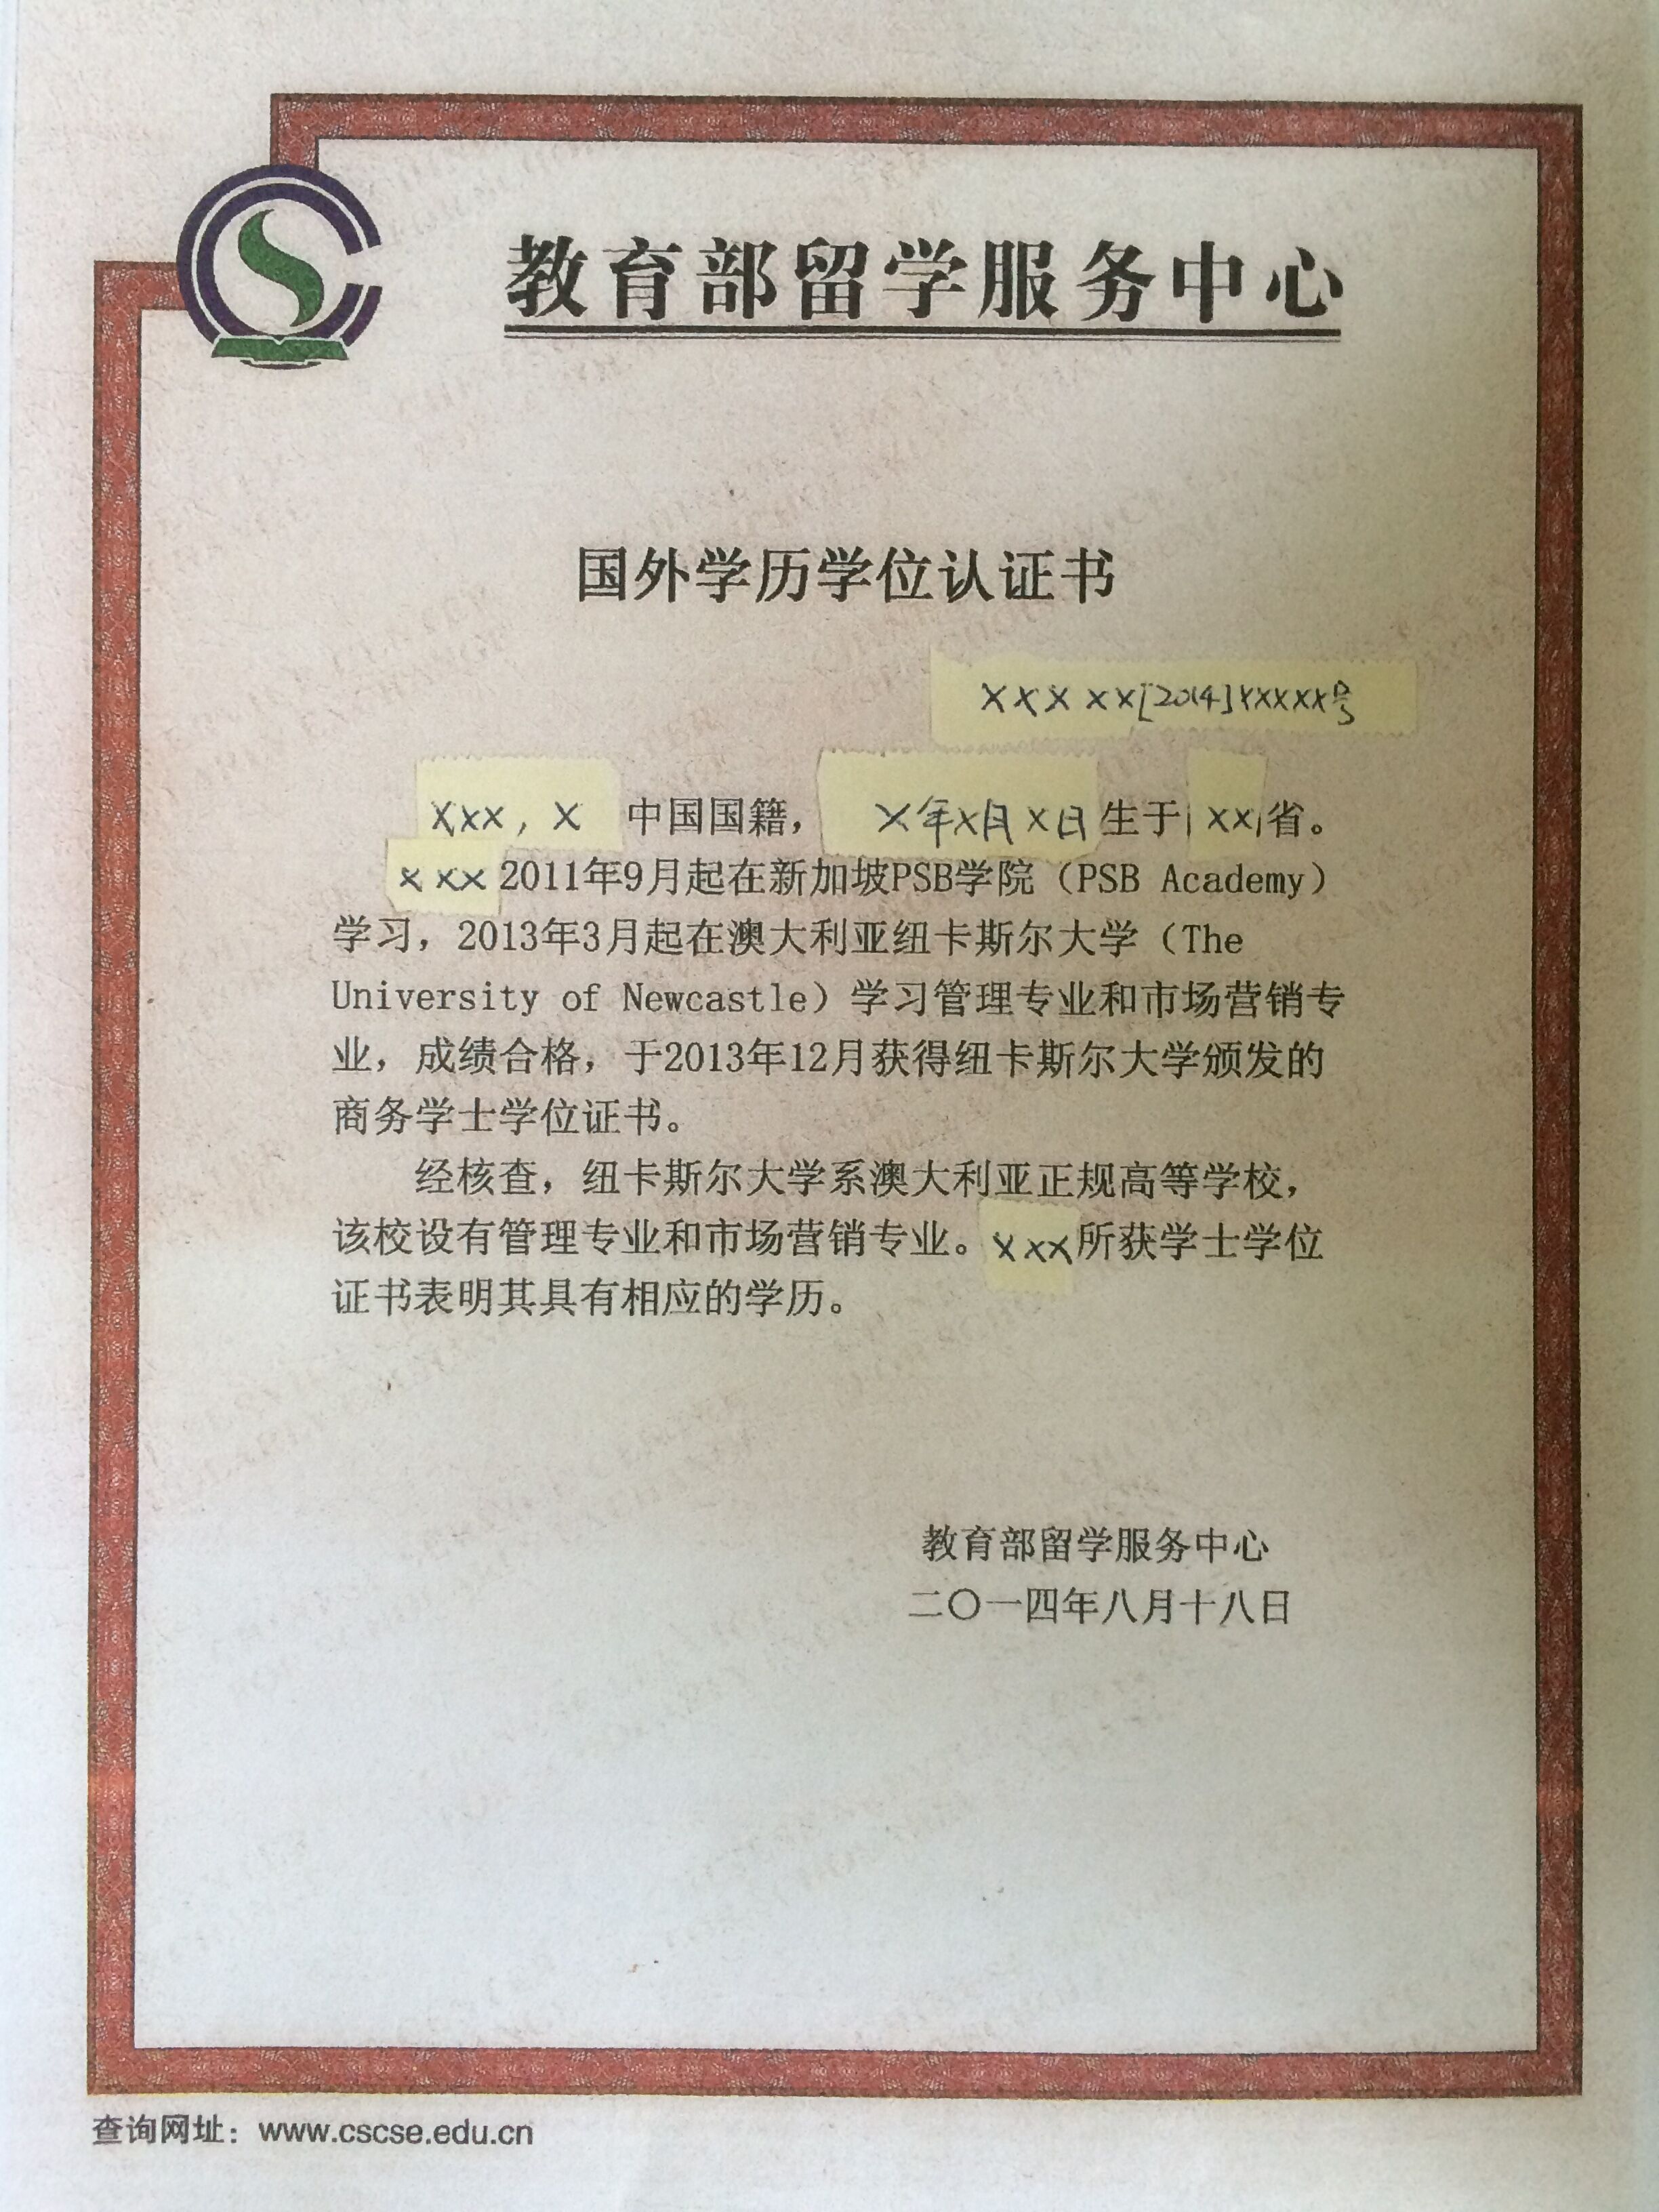 教育部留学服务中心
国外学历学位认证书
XXX XX[2014]XXXXX号
XXX，X 中国国籍，X年X月X日生于XX省。
XXX2011年9月起在新加坡PSB学院（PSB Academy）
学习，2013年3月起在澳大利亚纽卡斯尔大学（The
University of Newcastle）学习管理专业和市场营销专
业，成绩合格，于2013年12月获得纽卡斯尔大学颁发的
商务学士学位证书。
经核查，纽卡斯尔大学系澳大利亚正规高等学校，
该校设有管理专业和市场营销专业。XXX所获学士学位
证书表明其具有相应的学历。
教育部留学服务中心
二〇一四年八月十八日
查询网址：www.cscse.edu.cn